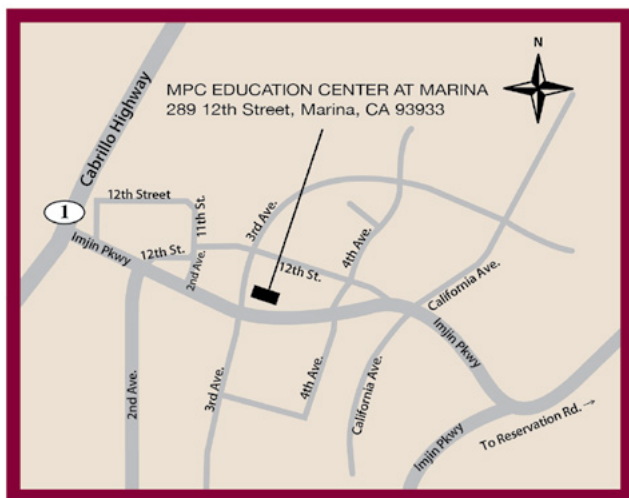 N
MPC EDUCATION CENTER AT MARINA
289 12th Street, Marina, CA 93933
Cabrillo Highway
1
12th Street
11th St.
3rd Ave.
Imjin Pkwy
12th St.
2nd Ave.
12th St.
4th Ave.
California Ave.
Imjin Pkwy
2nd Ave.
3rd Ave.
4th Ave.
California Ave.
Imjin Pkwy
To Reservation Rd. →